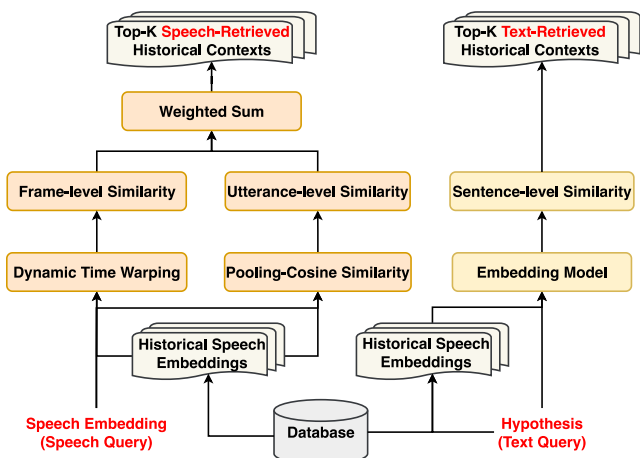 Top-K Speech-Retrieved
Historical Contexts
Top-K Text-Retrieved
Historical Contexts
Weighted Sum
Frame-level Similarity
Utterance-level Similarity
Sentence-level Similarity
Dynamic Time Warping
Pooling-Cosine Similarity
Embedding Model
Historical Speech
Embeddings
Historical Speech
Embeddings
Speech Embedding
(Speech Query)
Database
Hypothesis
(Text Query)